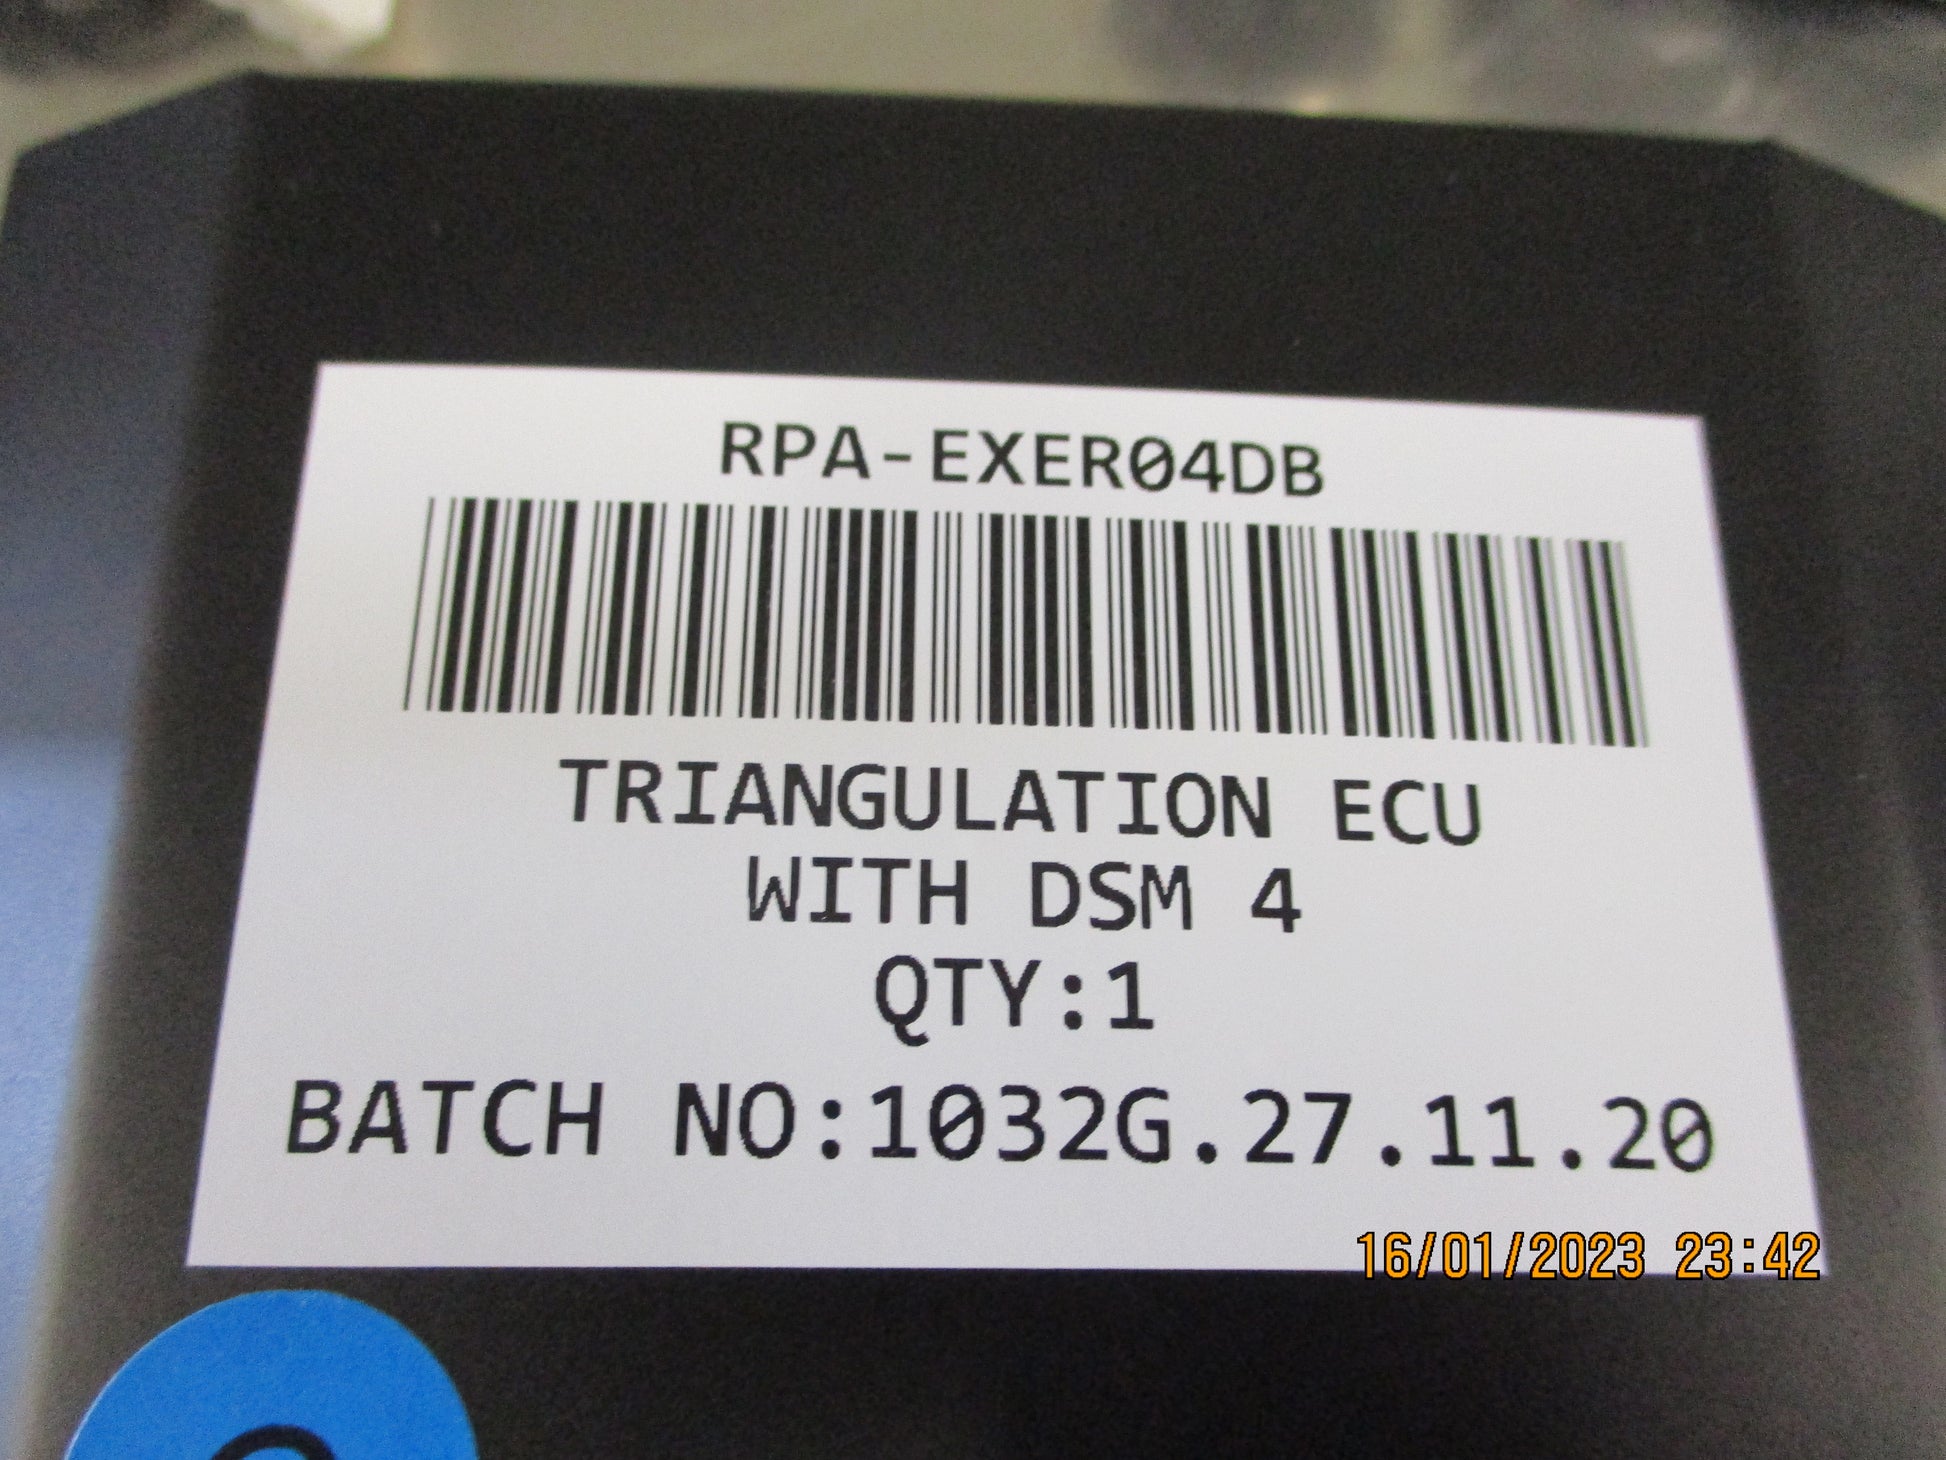 RPA-EXER04DB
TRIANGULATION ECU
WITH DSM 4
QTY:1
BATCH NO:1032G.27.11.20
16/01/2023 23:42